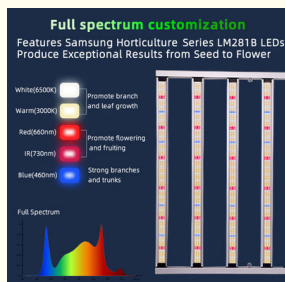 Full spectrum customization
Features Samsung Horticulture Series LM281B LEDs
Produce Exceptional Results from Seed to Flower
White(6500K)
Promote branch
and leaf growth
Warm(3000K)
Red(660nm)
Promote flowering
and fruiting
IR(730nm)
Blue(460nm)
Strong branches
and trunks
Full Spectrum